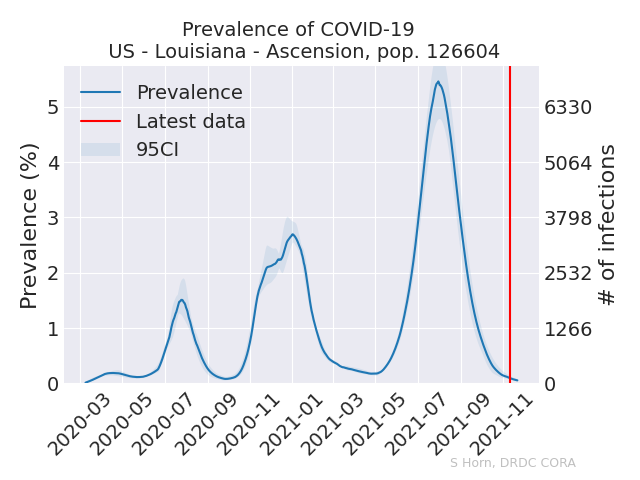 Prevalence of COVID-19
US - Louisiana - Ascension, pop. 126604
Prevalence
Latest data
95CI
Prevalence (%)
5
4
3
2
1
0
6330
5064
3798
2532
1266
0
# of infections
2020-03
2020-05
2020-07
2020-09
2020-11
2021-01
2021-03
2021-05
2021-07
2021-09
2021-11
S Horn, DRDC CORA